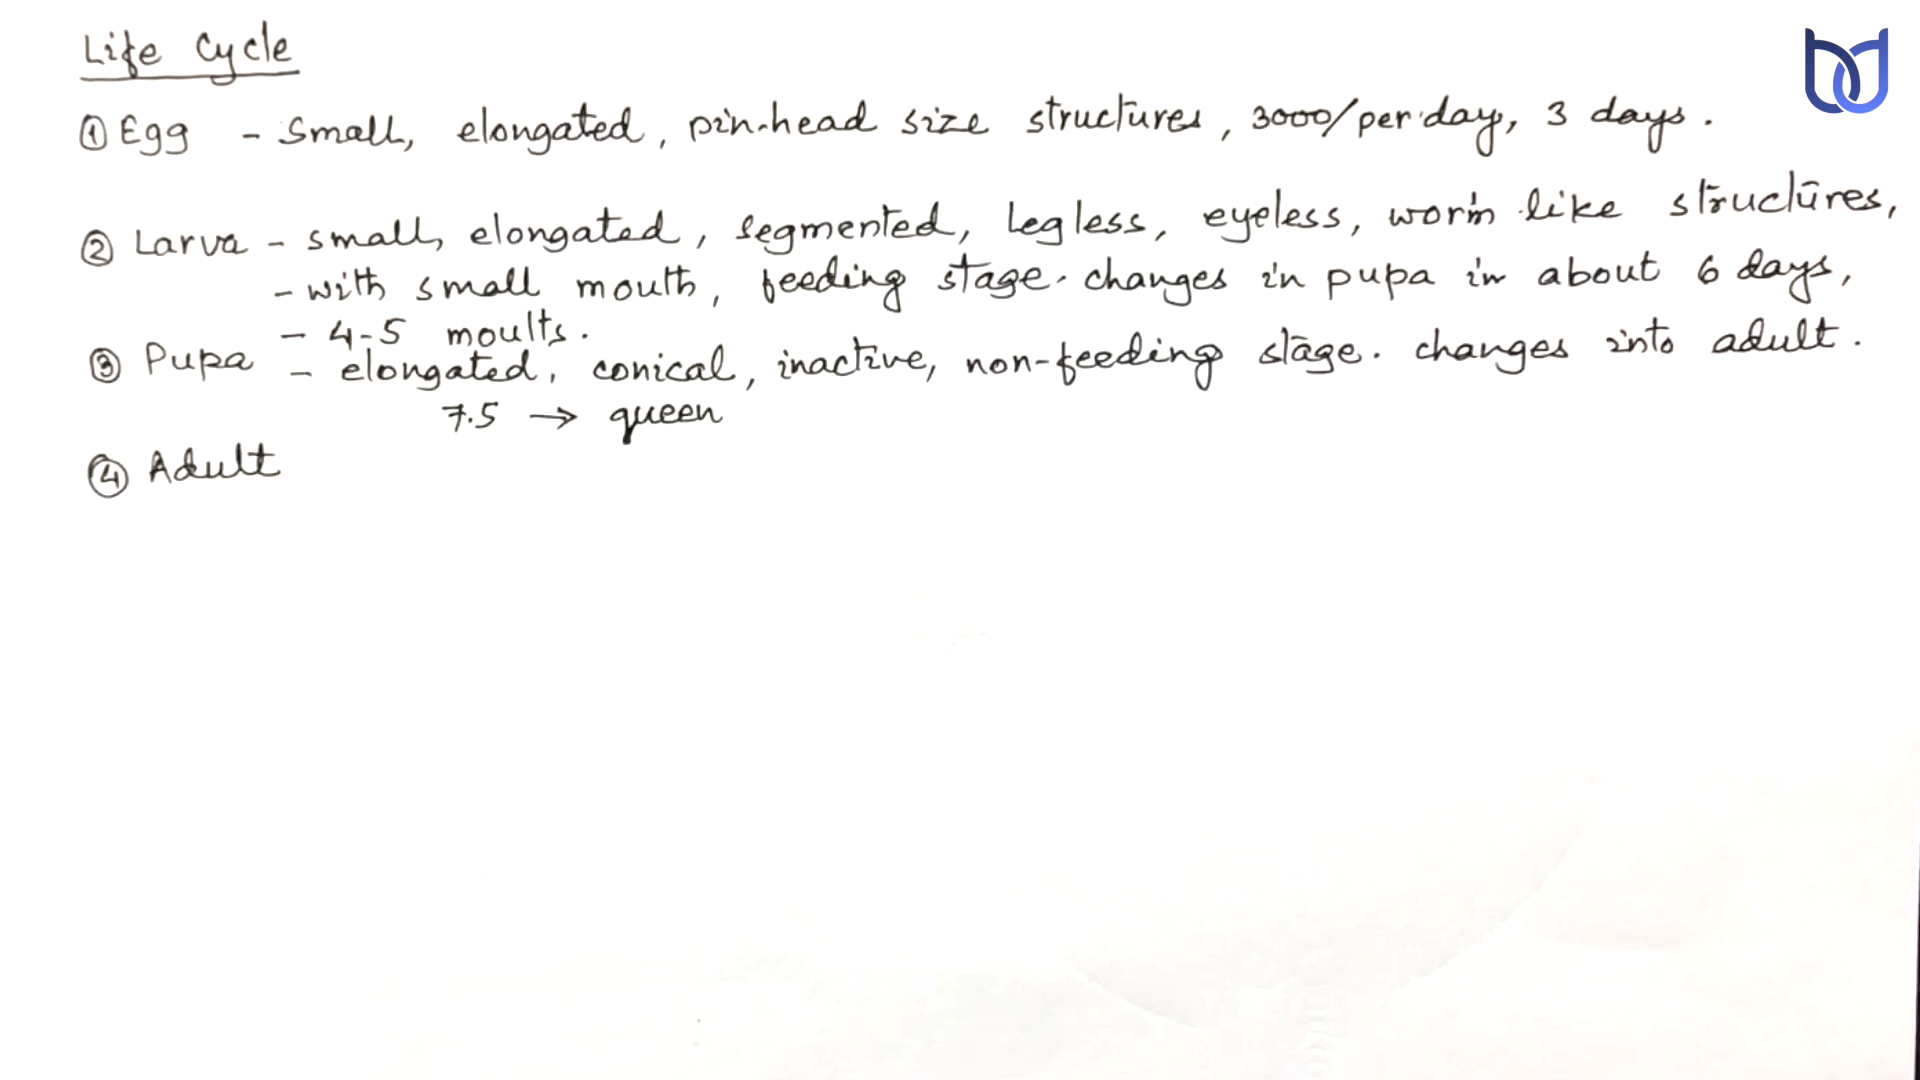 Life Cycle
① Egg - Small, elongated, pin-head size structures, 3000/per day, 3 days.
② Larva - small, elongated, segmented, legless, eyeless, worm like structures,
- with small mouth, feeding stage. changes in pupa in about 6 days,
- 4-5 moults.
③ Pupa - elongated, conical, inactive, non-feeding stage. changes into adult.
7.5 → queen
④ Adult